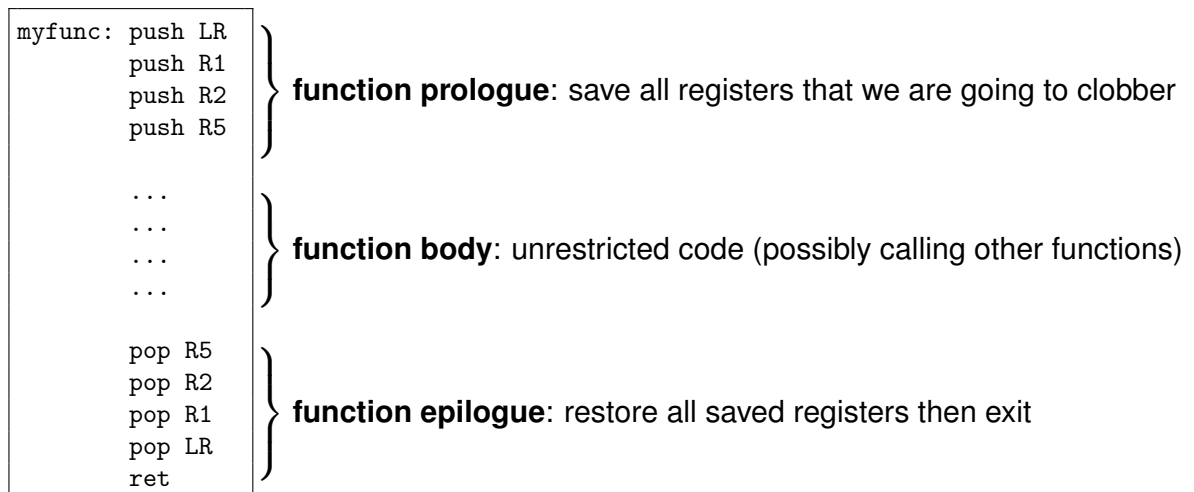 myfunc: push LR
push R1
push R2
push R5
function prologue: save all registers that we are going to clobber
...
...
...
...
function body: unrestricted code (possibly calling other functions)
pop R5
pop R2
pop R1
pop LR
ret
function epilogue: restore all saved registers then exit